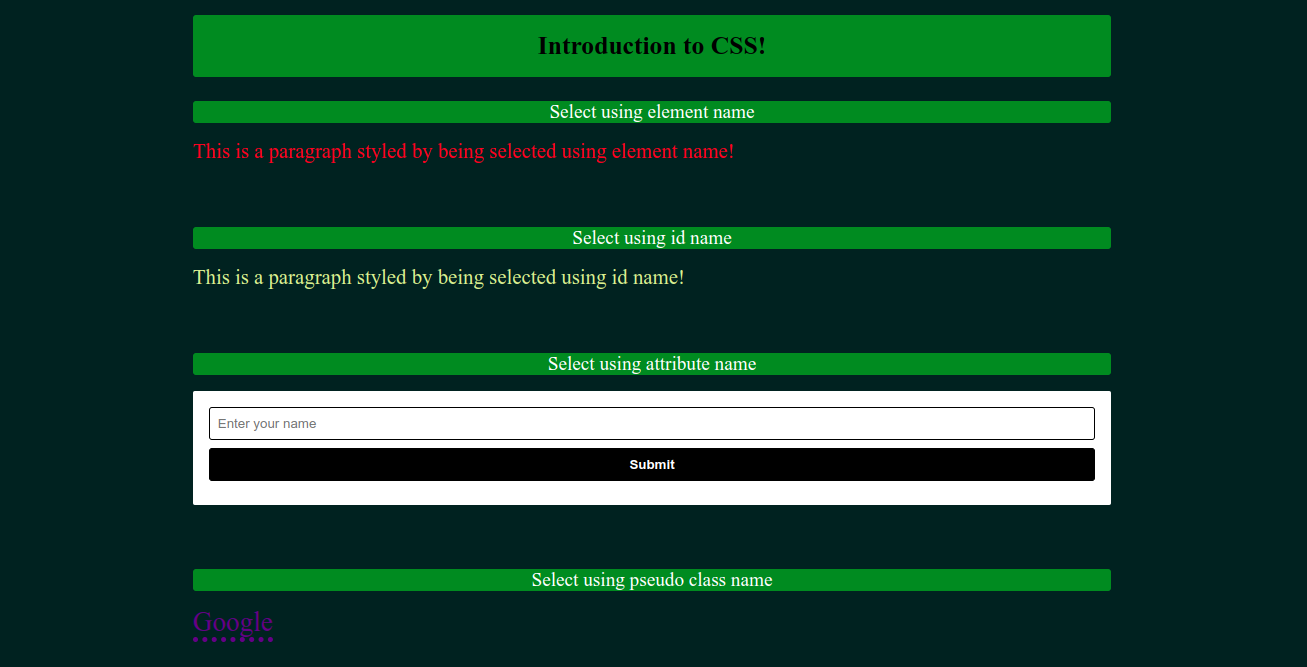 Introduction to CSS!
Select using element name
This is a paragraph styled by being selected using element name!
Select using id name
This is a paragraph styled by being selected using id name!
Select using attribute name
Enter your name
Submit
Select using pseudo class name
Google